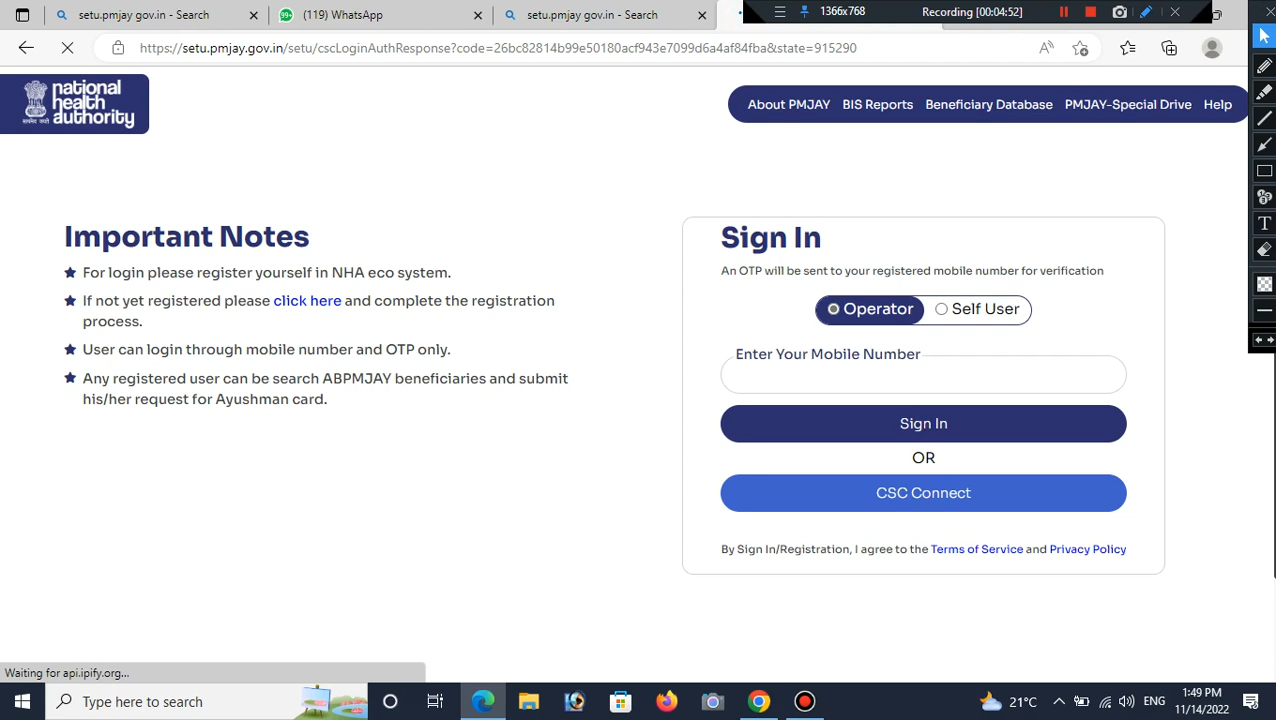 setu.pmjay gov.in - Search
99+
(119) WhatsApp
setu.pmjay gov.in - Search
1366x768
Recording [00:04:52]
https://setu.pmjay.gov.in/setu/cscLoginAuthResponse?code=26bc82814b99e50180acf943e7099d6a4af84fba&state=915290
national
health
authority
About PMJAY BIS Reports Beneficiary Database PMJAY-Special Drive Help
Important Notes
For login please register yourself in NHA eco system.
If not yet registered please click here and complete the registration
process.
User can login through mobile number and OTP only.
Any registered user can be search ABPMJAY beneficiaries and submit
his/her request for Ayushman card.
Sign In
An OTP will be sent to your registered mobile number for verification
Operator Self User
Enter Your Mobile Number
Sign In
OR
CSC Connect
By Sign In/Registration, I agree to the Terms of Service and Privacy Policy
Waiting for api.ipify.org...
Type here to search
21°C
ENG
1:49 PM
11/14/2022